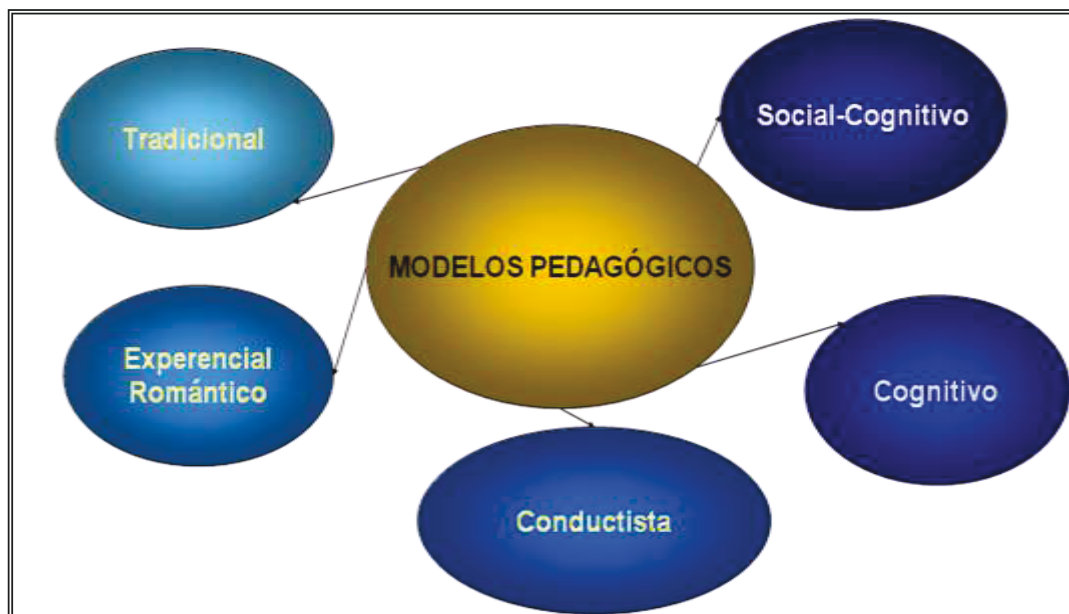 Tradicional
Social-Cognitivo
MODELOS PEDAGÓGICOS
Experencial
Romántico
Cognitivo
Conductista